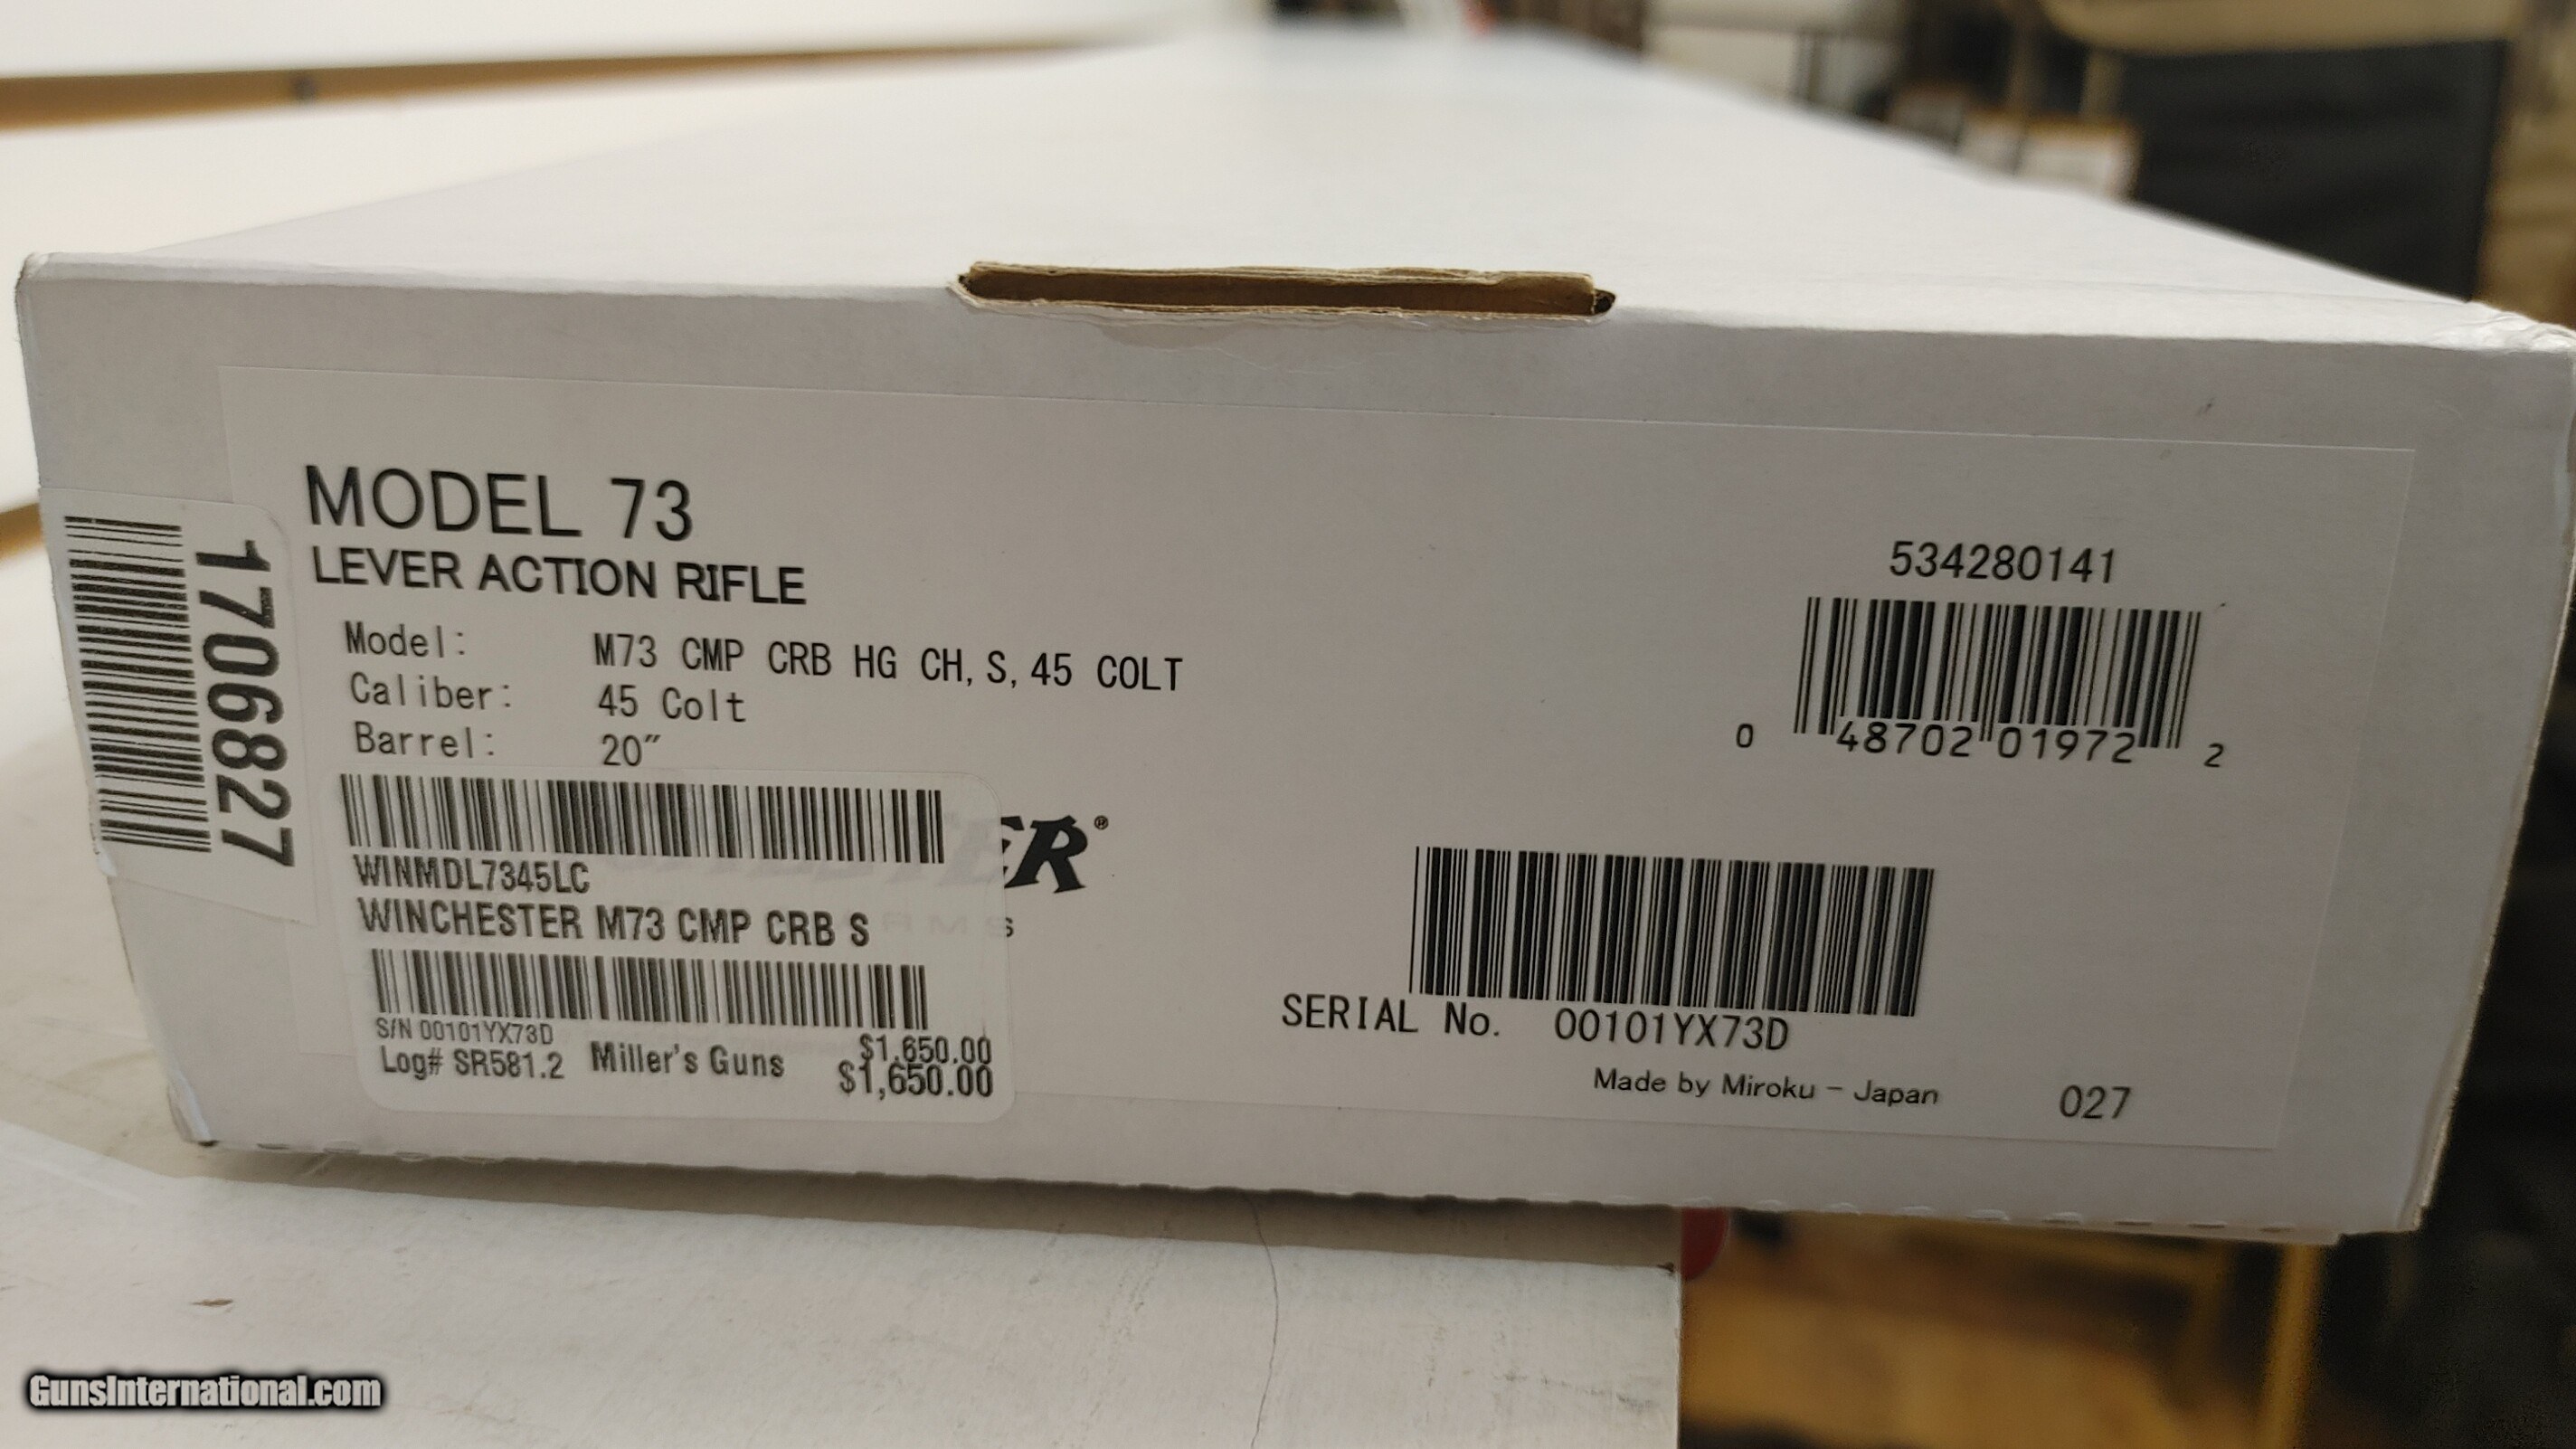 MODEL 73
LEVER ACTION RIFLE
Model: M73 CMP CRB HG CH, S, 45 COLT
Caliber: 45 Colt
Barrel: 20"
1706827
WINMDL7345LC
WINCHESTER M73 CMP CRB S
S/N 00101YX73D
$1,650.00
Log# SR581.2 Miller's Guns $1,650.00
ER®
S
534280141
0 48702 01972 2
SERIAL No. 00101YX73D
Made by Miroku - Japan
027
GunsInternational.com